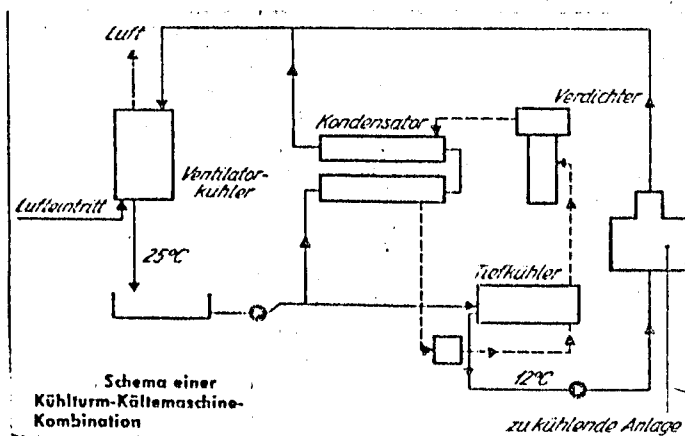 Luft
Verdichter
Kondensator
Ventilator-
kühler
Lufteintritt
25°C
Tiefkühler
12°C
Schema einer
Kühlturm-Kältemaschine-
Kombination
zu kühlende Anlage